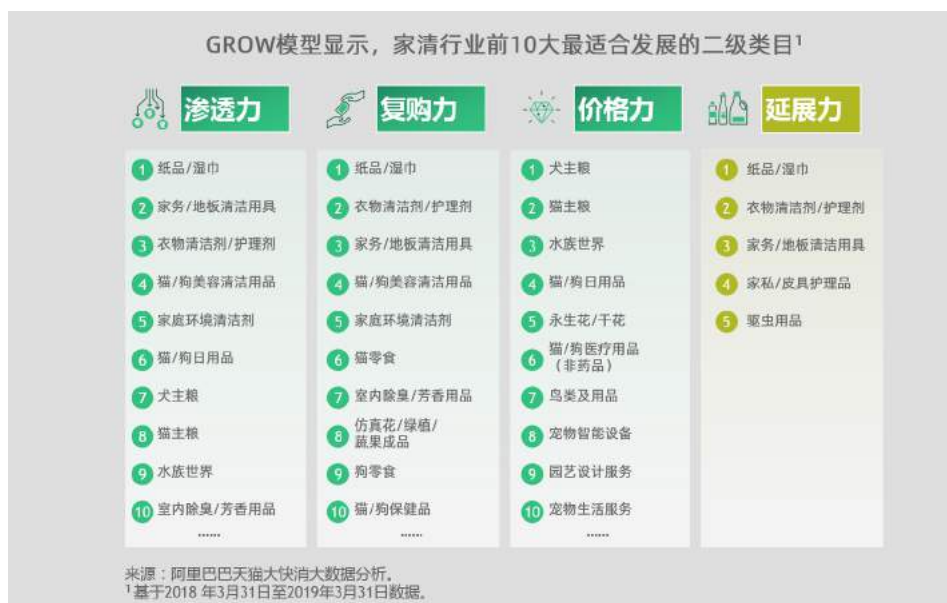 GROW模型显示，家清行业前10大最适合发展的二级类目¹
渗透力
1 纸品/湿巾
2 家务/地板清洁用具
3 衣物清洁剂/护理剂
4 猫/狗美容清洁用品
5 家庭环境清洁剂
6 猫/狗日用品
7 犬主粮
8 猫主粮
9 水族世界
10 室内除臭/芳香用品
......
复购力
1 纸品/湿巾
2 衣物清洁剂/护理剂
3 家务/地板清洁用具
4 猫/狗美容清洁用品
5 家庭环境清洁剂
6 猫零食
7 室内除臭/芳香用品
8 仿真花/绿植/
蔬果成品
9 狗零食
10 猫/狗保健品
......
价格力
1 犬主粮
2 猫主粮
3 水族世界
4 猫/狗日用品
5 永生花/干花
6 猫/狗医疗用品
（非药品）
7 鸟类及用品
8 宠物智能设备
9 园艺设计服务
10 宠物生活服务
......
延展力
1 纸品/湿巾
2 衣物清洁剂/护理剂
3 家务/地板清洁用具
4 家私/皮具护理品
5 驱虫用品
来源：阿里巴巴天猫大快消大数据分析。
¹基于2018 年3月31日至2019年3月31日数据。